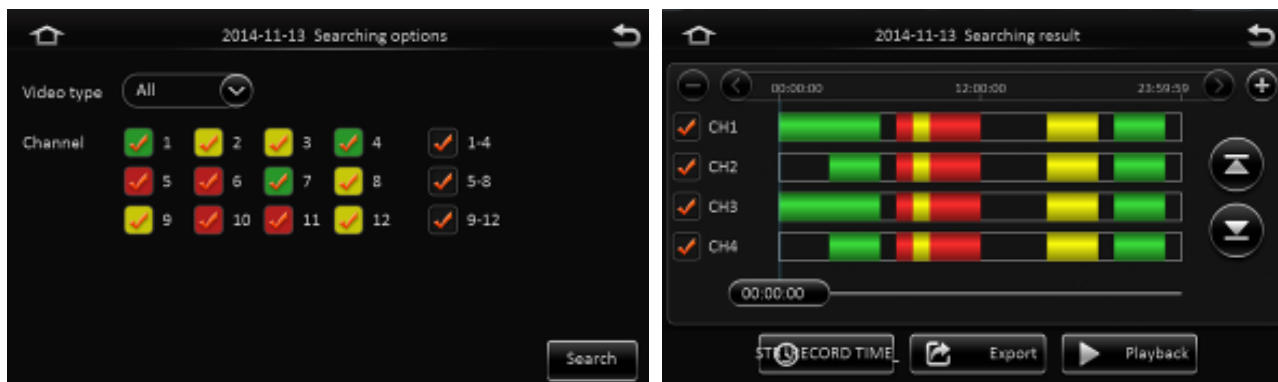 2014-11-13 Searching options
Video type All
Channel 1 2 3 4 1-4
5 6 7 8 5-8
9 10 11 12 9-12
Search
2014-11-13 Searching result
00:00:00 12:00:00 23:59:59
CH1
CH2
CH3
CH4
00:00:00
RECORD TIME_ Export Playback